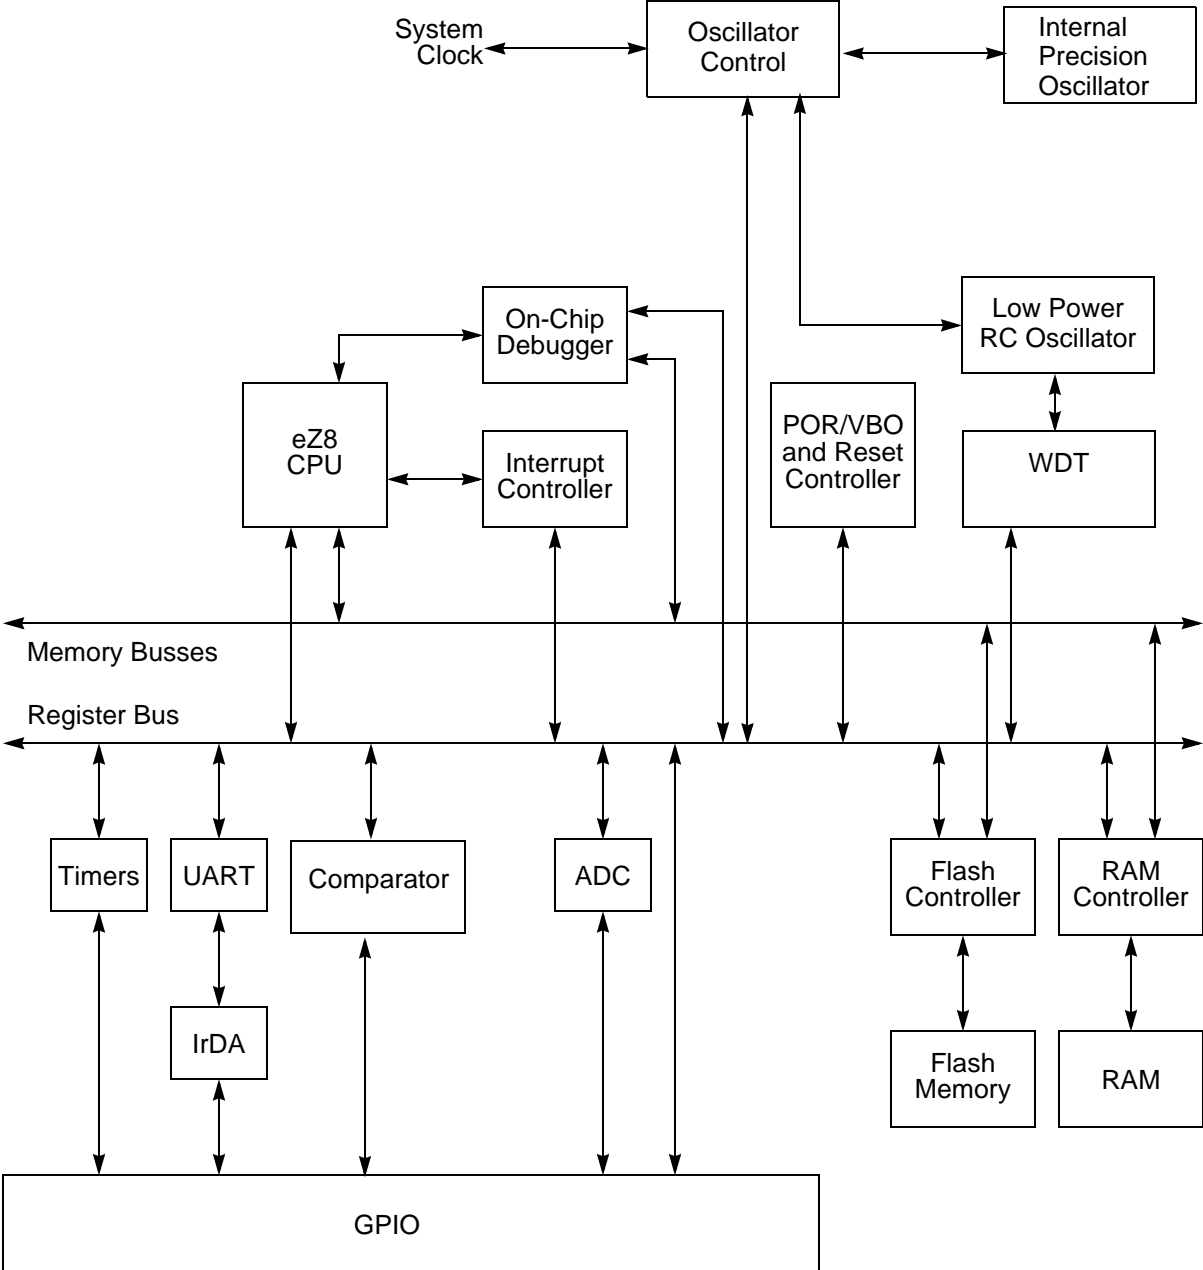 System
Clock
Oscillator
Control
Internal
Precision
Oscillator
On-Chip
Debugger
Low Power
RC Oscillator
eZ8
CPU
Interrupt
Controller
POR/VBO
and Reset
Controller
WDT
Memory Busses
Register Bus
Timers
UART
Comparator
ADC
Flash
Controller
RAM
Controller
IrDA
Flash
Memory
RAM
GPIO